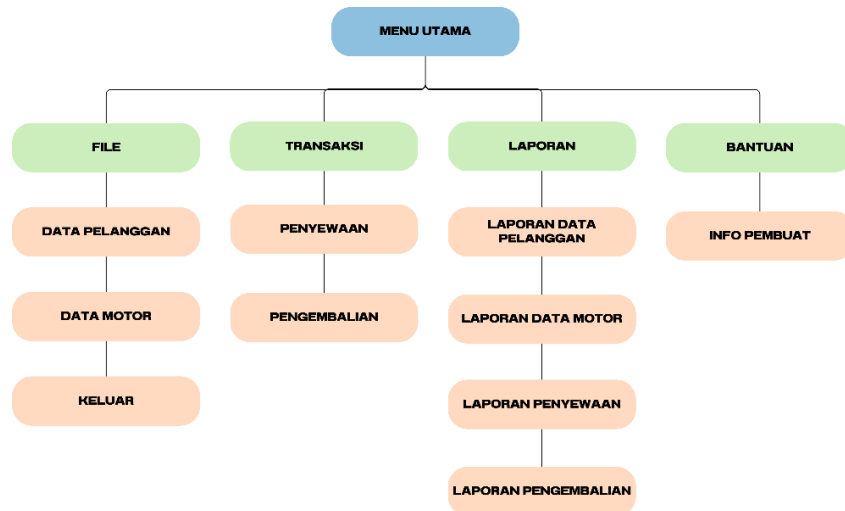 MENU UTAMA
FILE
TRANSAKSI
LAPORAN
BANTUAN
DATA PELANGGAN
PENYEWAAN
LAPORAN DATA
PELANGGAN
INFO PEMBUAT
DATA MOTOR
PENGEMBALIAN
LAPORAN DATA MOTOR
KELUAR
LAPORAN PENYEWAAN
LAPORAN PENGEMBALIAN